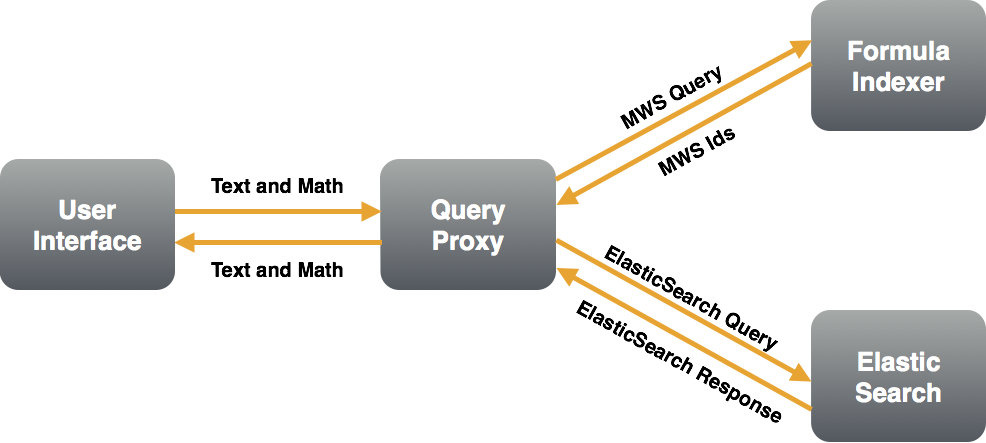 Formula
Indexer
MWS Query
MWS Ids
User
Interface
Text and Math
Text and Math
Query
Proxy
ElasticSearch Query
ElasticSearch Response
Elastic
Search